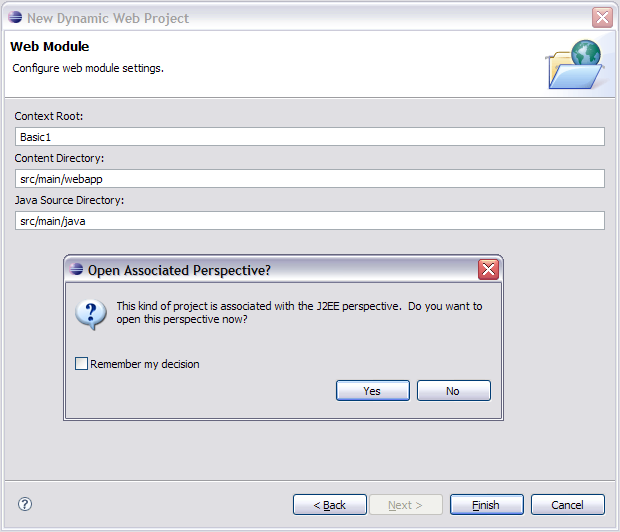 New Dynamic Web Project
Web Module
Configure web module settings.
Context Root:
Basic1
Content Directory:
src/main/webapp
Java Source Directory:
src/main/java
Open Associated Perspective?
This kind of project is associated with the J2EE perspective.  Do you want to
open this perspective now?
Remember my decision
Yes
No
< Back
Next >
Finish
Cancel